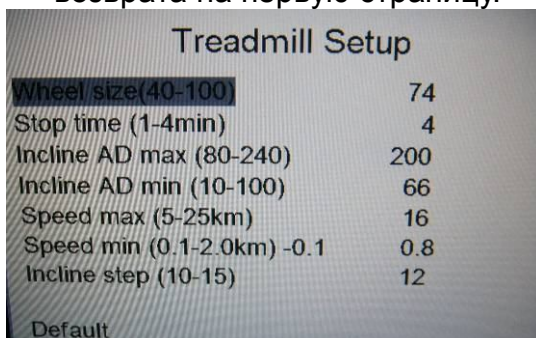 возврата на первую страницу.
Treadmill Setup
Wheel size(40-100) 74
Stop time (1-4min) 4
Incline AD max (80-240) 200
Incline AD min (10-100) 66
Speed max (5-25km) 16
Speed min (0.1-2.0km) -0.1 0.8
Incline step (10-15) 12
Default